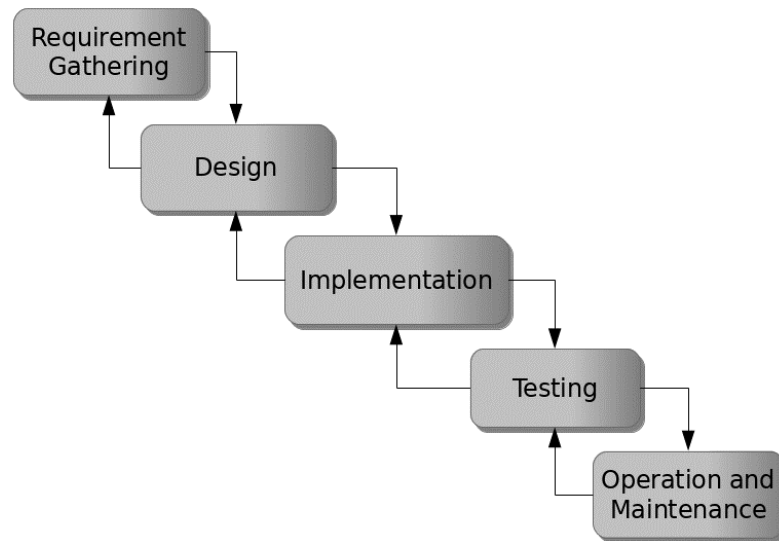 Requirement
Gathering
Design
Implementation
Testing
Operation and
Maintenance